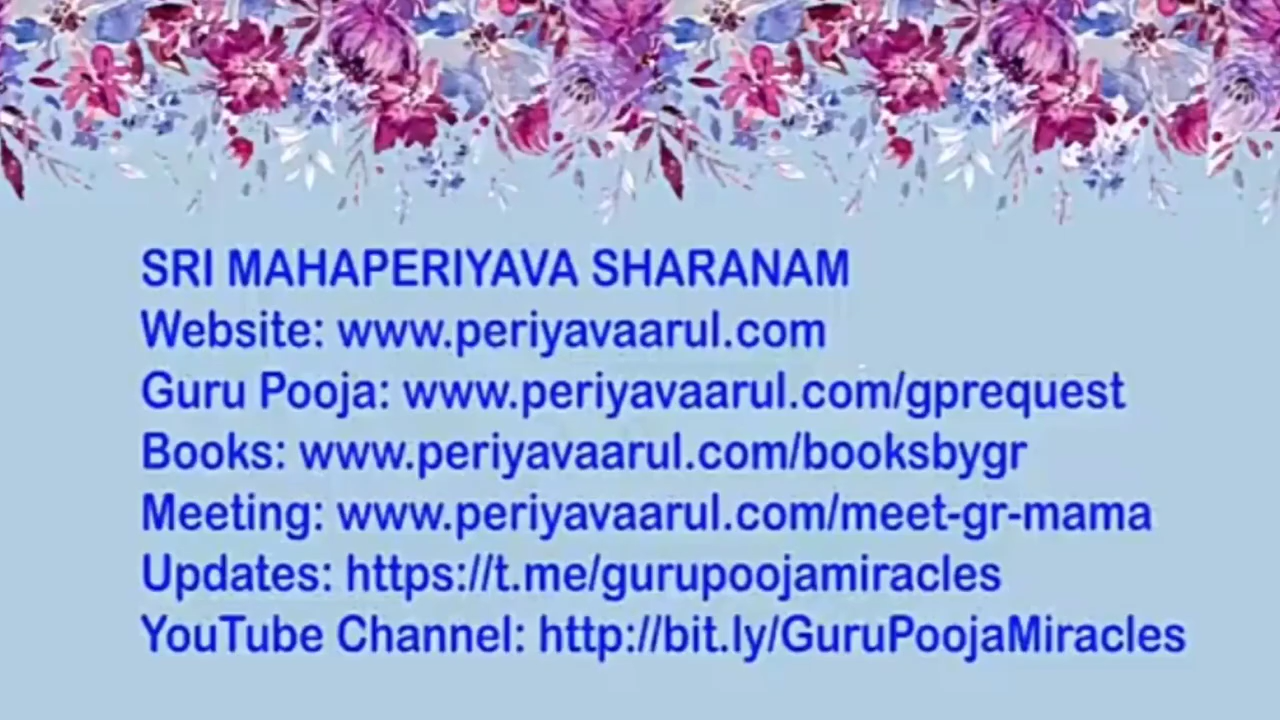 SRI MAHAPERIYAVA SHARANAM
Website: www.periyavaarul.com
Guru Pooja: www.periyavaarul.com/gprequest
Books: www.periyavaarul.com/booksbygr
Meeting: www.periyavaarul.com/meet-gr-mama
Updates: https://t.me/gurupoojamiracles
YouTube Channel: http://bit.ly/GuruPoojaMiracles